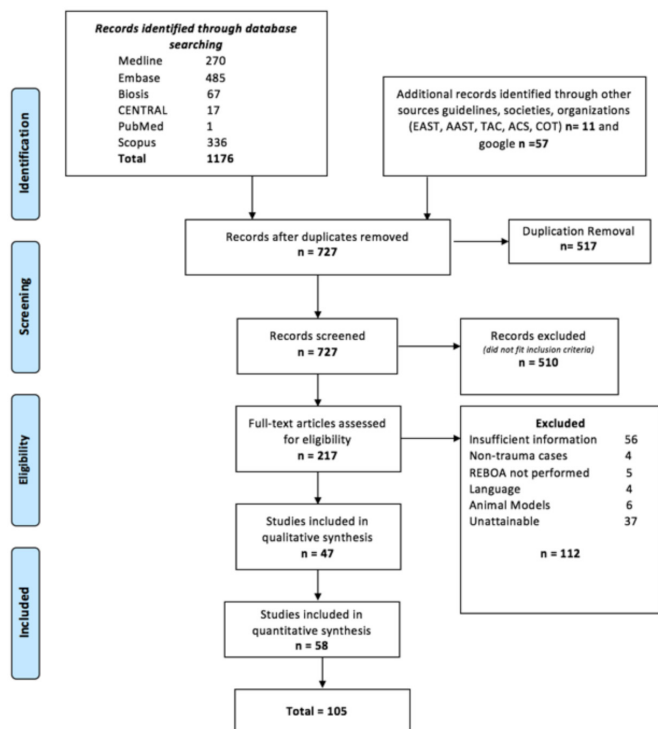 Records identified through database
searching
Medline 270
Embase 485
Biosis 67
CENTRAL 17
PubMed 1
Scopus 336
Total 1176
Additional records identified through other
sources guidelines, societies, organizations
(EAST, AAST, TAC, ACS, COT) n= 11 and
google n =57
Identification
Records after duplicates removed
n = 727
Duplication Removal
n= 517
Screening
Records screened
n = 727
Records excluded
(did not fit inclusion criteria)
n = 510
Eligibility
Full-text articles assessed
for eligibility
n = 217
Excluded
Insufficient information 56
Non-trauma cases 4
REBOA not performed 5
Language 4
Animal Models 6
Unattainable 37
n = 112
Studies included in
qualitative synthesis
n = 47
Included
Studies included in
quantitative synthesis
n = 58
Total = 105